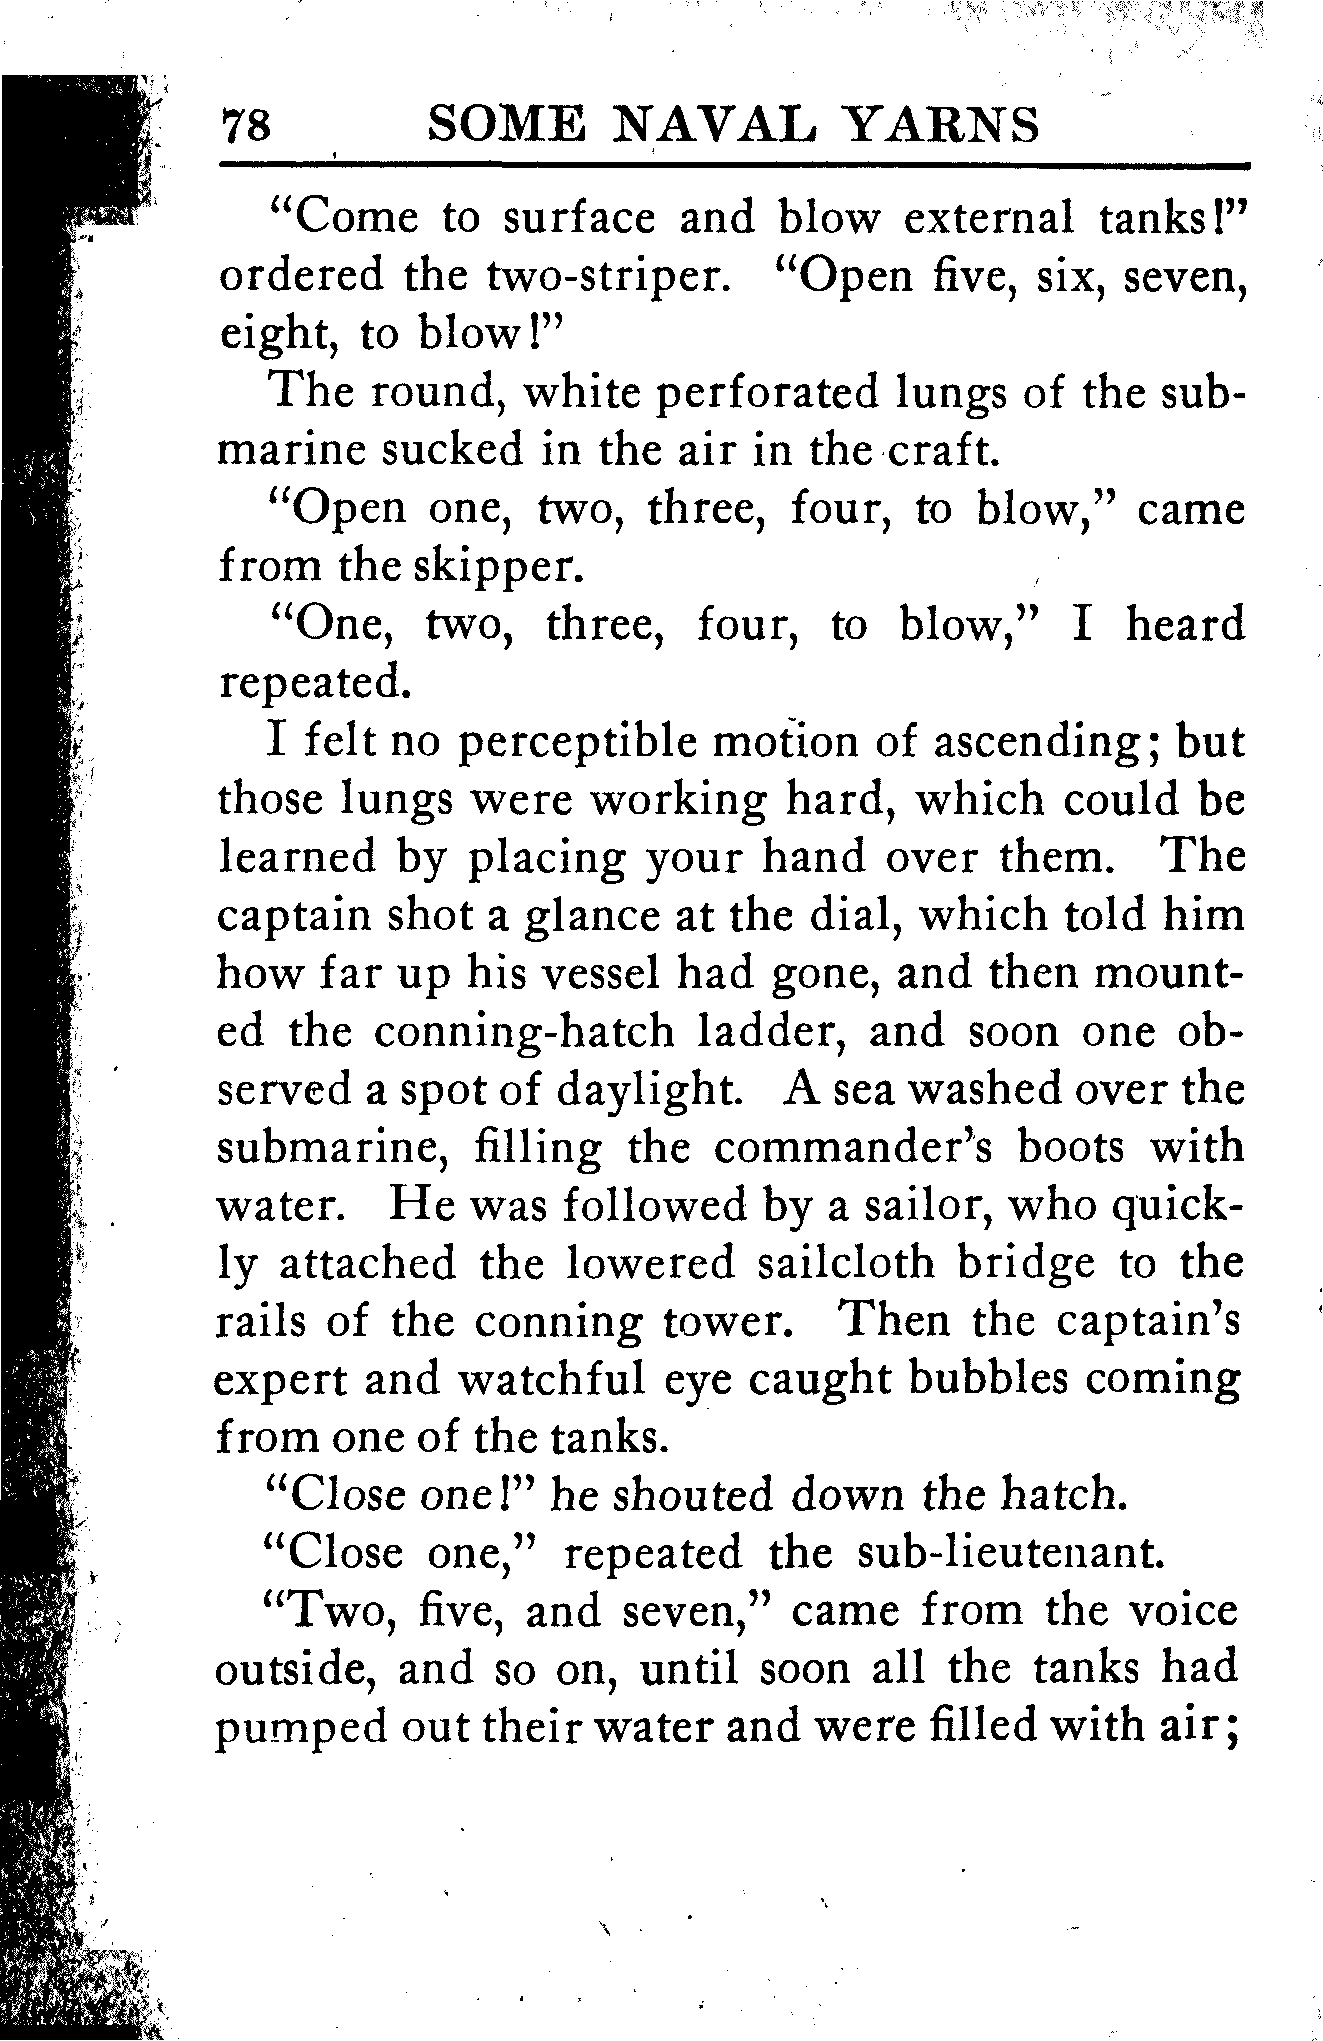 78 SOME NAVAL YARNS
“Come to surface and blow external tanks!”
ordered the two-striper. “Open five, six, seven,
eight, to blow!”
The round, white perforated lungs of the sub-
marine sucked in the air in the craft.
“Open one, two, three, four, to blow,” came
from the skipper.
“One, two, three, four, to blow,” I heard
repeated.
I felt no perceptible motion of ascending; but
those lungs were working hard, which could be
learned by placing your hand over them. The
captain shot a glance at the dial, which told him
how far up his vessel had gone, and then mount-
ed the conning-hatch ladder, and soon one ob-
served a spot of daylight. A sea washed over the
submarine, filling the commander’s boots with
water. He was followed by a sailor, who quick-
ly attached the lowered sailcloth bridge to the
rails of the conning tower. Then the captain’s
expert and watchful eye caught bubbles coming
from one of the tanks.
“Close one!” he shouted down the hatch.
“Close one,” repeated the sub-lieutenant.
“Two, five, and seven,” came from the voice
outside, and so on, until soon all the tanks had
pumped out their water and were filled with air;